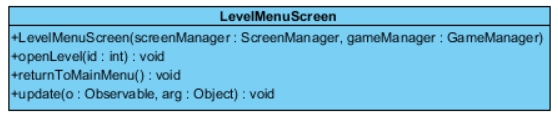 LevelMenuScreen
+LevelMenuScreen(screenManager : ScreenManager, gameManager : GameManager)
+openLevel(id : int) : void
+returnToMainMenu() : void
+update(o : Observable, arg : Object) : void